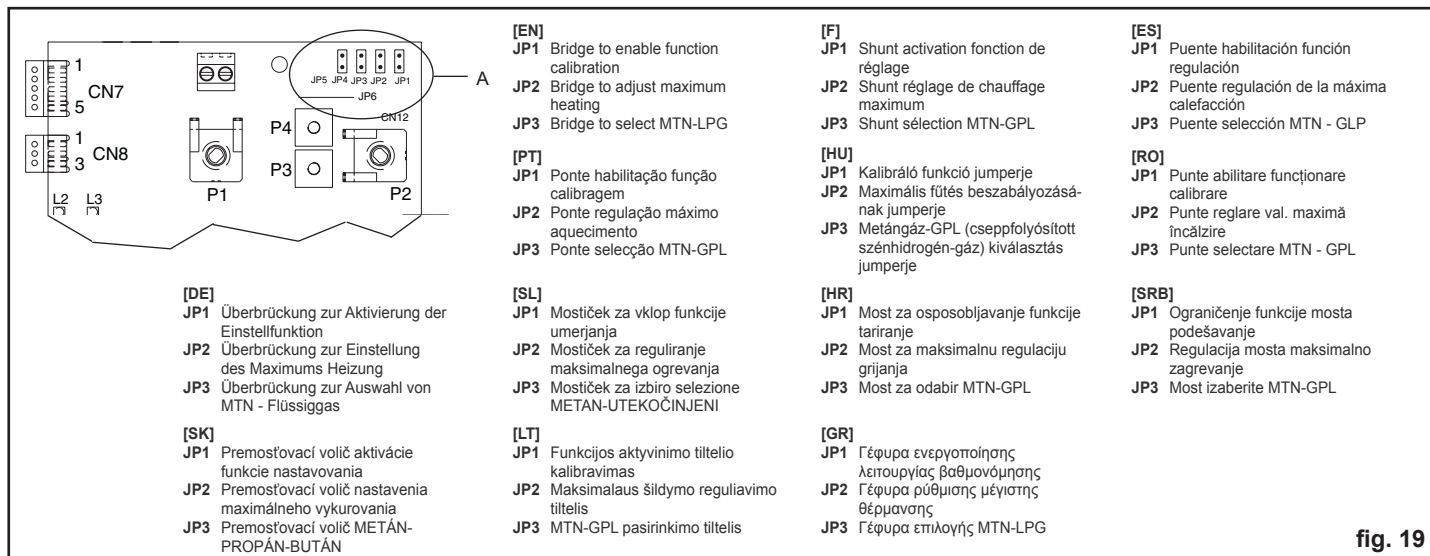 1
CN7
5
1
CN8
3
L2 L3
P1
P4
P3
P2
CN12
JP5 JP4 JP3 JP2 JP1
JP6
A
[EN]
JP1 Bridge to enable function
calibration
JP2 Bridge to adjust maximum
heating
JP3 Bridge to select MTN-LPG
[F]
JP1 Shunt activation fonction de
réglage
JP2 Shunt réglage de chauffage
maximum
JP3 Shunt sélection MTN-GPL
[ES]
JP1 Puente habilitación función
regulación
JP2 Puente regulación de la máxima
calefacción
JP3 Puente selección MTN - GLP
[PT]
JP1 Ponte habilitação função
calibragem
JP2 Ponte regulação máximo
aquecimento
JP3 Ponte selecção MTN-GPL
[HU]
JP1 Kalibráló funkció jumperje
JP2 Maximális fűtés beszabályozásá-
nak jumperje
JP3 Metángáz-GPL (cseppfolyósított
szénhidrogén-gáz) kiválasztás
jumperje
[RO]
JP1 Punte abilitare funcționare
calibrare
JP2 Punte reglare val. maximă
încălzire
JP3 Punte selectare MTN - GPL
[DE]
JP1 Überbrückung zur Aktivierung der
Einstellfunktion
JP2 Überbrückung zur Einstellung
des Maximums Heizung
JP3 Überbrückung zur Auswahl von
MTN - Flüssiggas
[SL]
JP1 Mostiček za vklop funkcije
umerjanja
JP2 Mostiček za reguliranje
maksimalnega ogrevanja
JP3 Mostiček za izbiro selezione
METAN-UTEKOČINJENI
[HR]
JP1 Most za osposobljavanje funkcije
tariranje
JP2 Most za maksimalnu regulaciju
grijanja
JP3 Most za odabir MTN-GPL
[SRB]
JP1 Ograničenje funkcije mosta
podešavanje
JP2 Regulacija mosta maksimalno
zagrevanje
JP3 Most izaberite MTN-GPL
[SK]
JP1 Premosťovací volič aktivácie
funkcie nastavovania
JP2 Premosťovací volič nastavenia
maximálneho vykurovania
JP3 Premosťovací volič METÁN-
PROPÁN-BUTÁN
[LT]
JP1 Funkcijos aktyvinimo tiltelio
kalibravimas
JP2 Maksimalaus šildymo reguliavimo
tiltelis
JP3 MTN-GPL pasirinkimo tiltelis
[GR]
JP1 Γέφυρα ενεργοποίησης
λειτουργίας βαθμονόμησης
JP2 Γέφυρα ρύθμισης μέγιστης
θέρμανσης
JP3 Γέφυρα επιλογής MTN-LPG
fig. 19